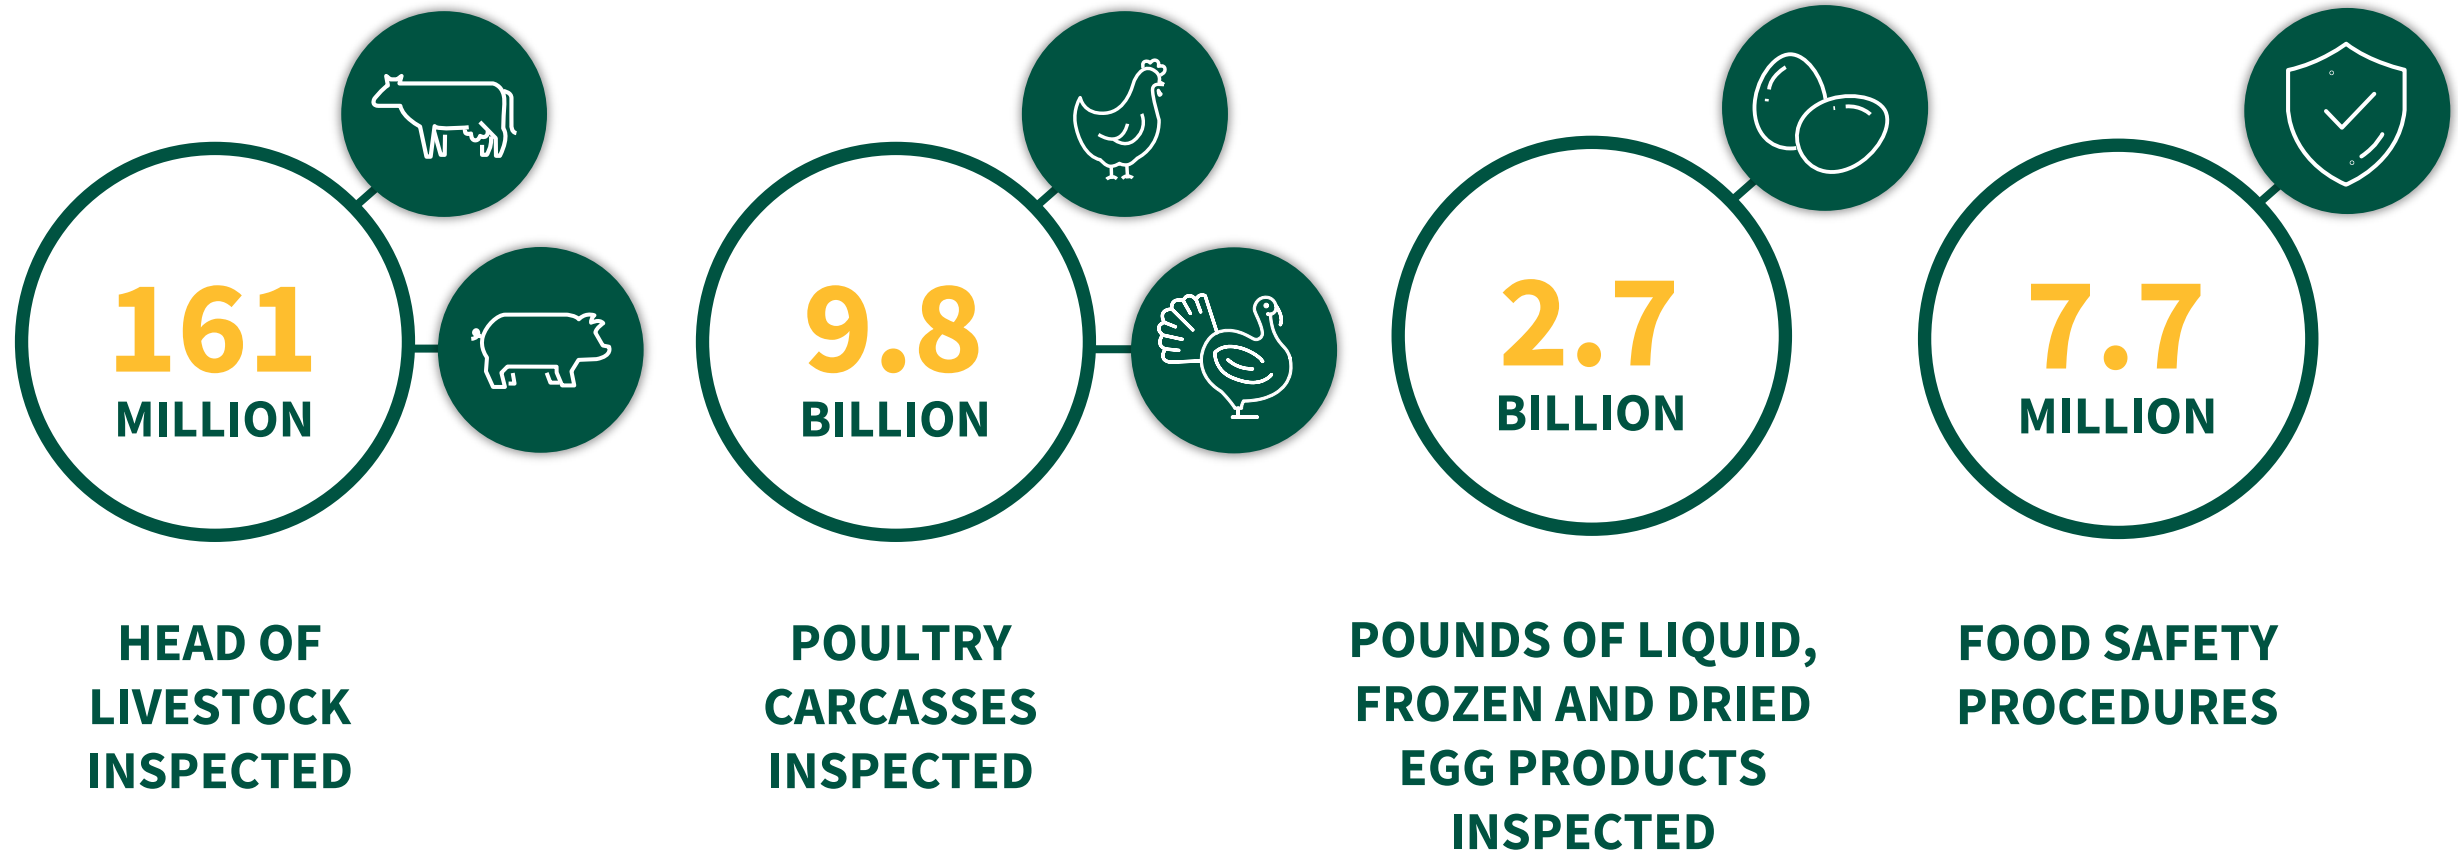 161
MILLION
HEAD OF
LIVESTOCK
INSPECTED
9.8
BILLION
POULTRY
CARCASSES
INSPECTED
2.7
BILLION
POUNDS OF LIQUID,
FROZEN AND DRIED
EGG PRODUCTS
INSPECTED
7.7
MILLION
FOOD SAFETY
PROCEDURES